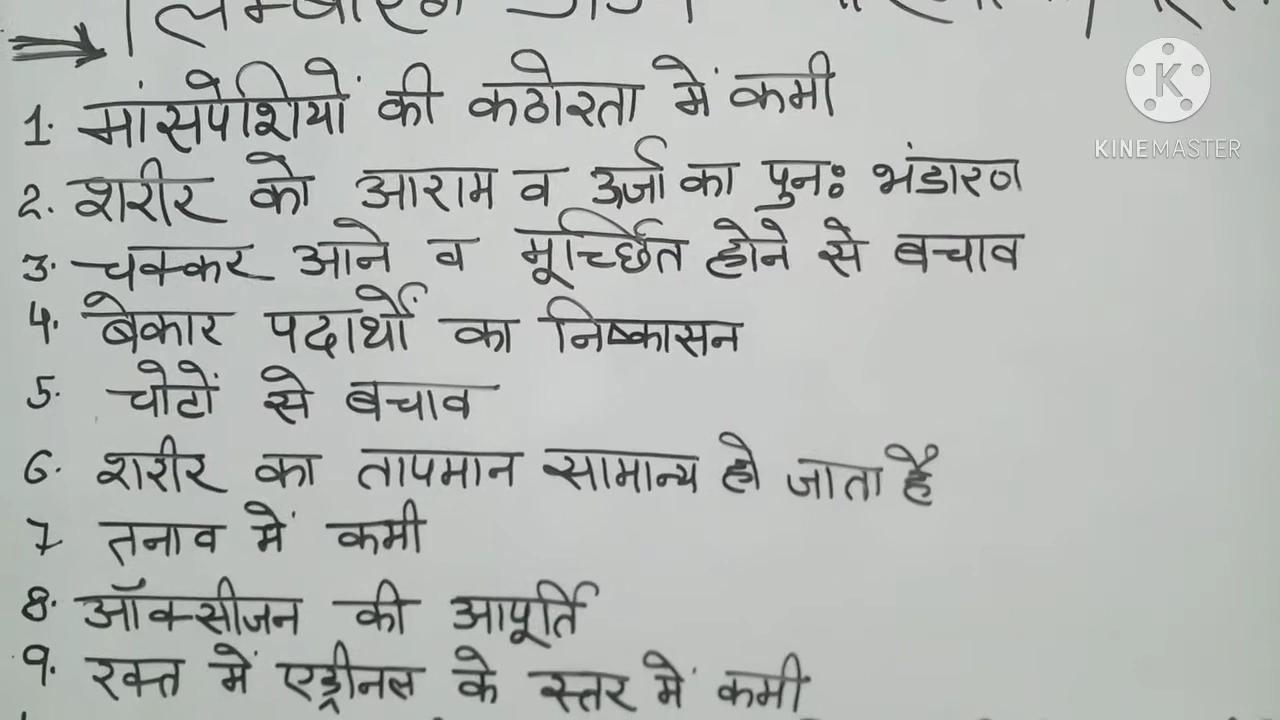 K
KINEMASTER
1. मांसपेशियों की कठोरता में कमी
2. शरीर को आराम व ऊर्जा का पुनः भंडारण
3. चक्कर आने व मूर्च्छित होने से बचाव
4. बेकार पदार्थों का निष्कासन
5. चोटों से बचाव
6. शरीर का तापमान सामान्य हो जाता है
7 तनाव में कमी
8. ऑक्सीजन की आपूर्ति
9. रक्त में एड्रीनल के स्तर में कमी